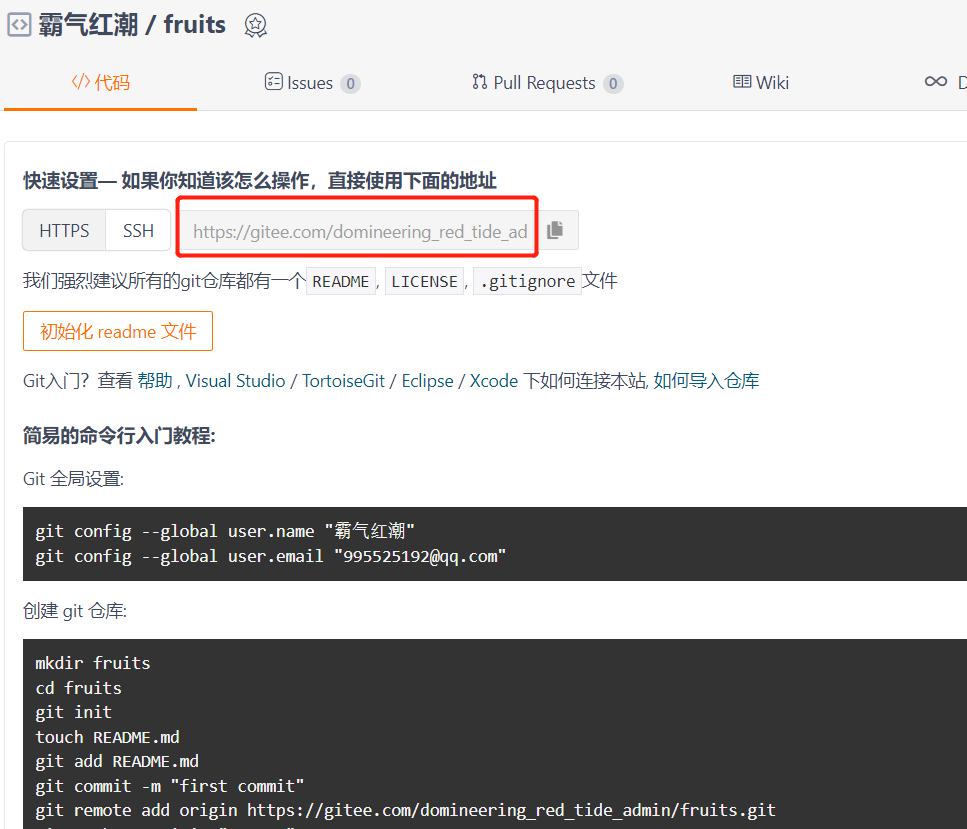 霸气红潮 / fruits
代码 Issues 0 Pull Requests 0 Wiki D
快速设置— 如果你知道该怎么操作，直接使用下面的地址
HTTPS SSH https://gitee.com/domineering_red_tide_ad
我们强烈建议所有的git仓库都有一个 README, LICENSE, .gitignore 文件
初始化 readme 文件
Git入门？查看 帮助 , Visual Studio / TortoiseGit / Eclipse / Xcode 下如何连接本站, 如何导入仓库
简易的命令行入门教程:
Git 全局设置:
git config --global user.name "霸气红潮"
git config --global user.email "995525192@qq.com"
创建 git 仓库:
mkdir fruits
cd fruits
git init
touch README.md
git add README.md
git commit -m "first commit"
git remote add origin https://gitee.com/domineering_red_tide_admin/fruits.git